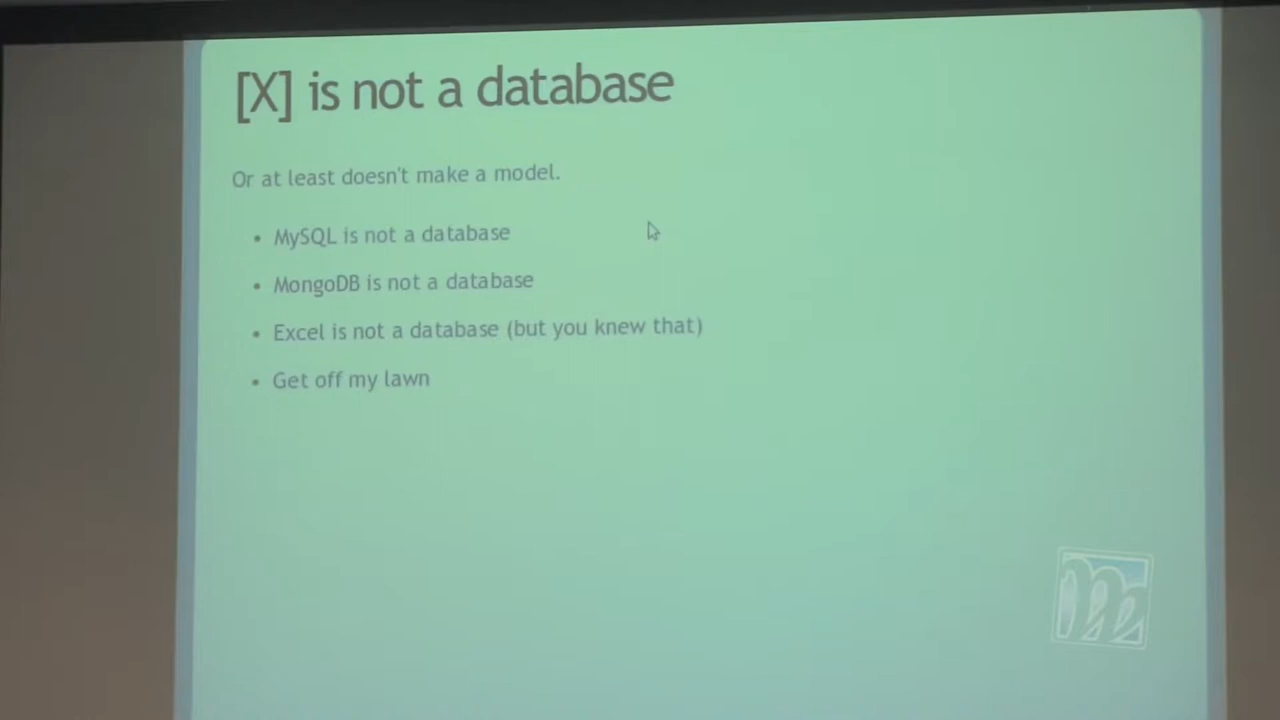 [X] is not a database
Or at least doesn't make a model.
• MySQL is not a database
• MongoDB is not a database
• Excel is not a database (but you knew that)
• Get off my lawn